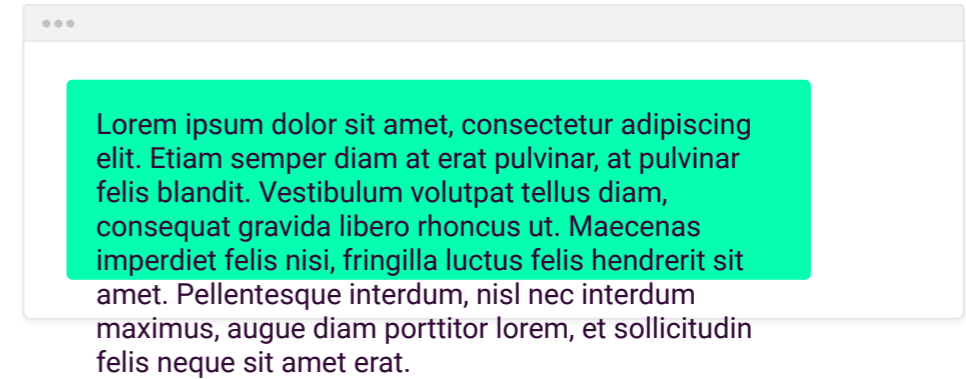 Lorem ipsum dolor sit amet, consectetur adipiscing
elit. Etiam semper diam at erat pulvinar, at pulvinar
felis blandit. Vestibulum volutpat tellus diam,
consequat gravida libero rhoncus ut. Maecenas
imperdiet felis nisi, fringilla luctus felis hendrerit sit
amet. Pellentesque interdum, nisl nec interdum
maximus, augue diam porttitor lorem, et sollicitudin
felis neque sit amet erat.